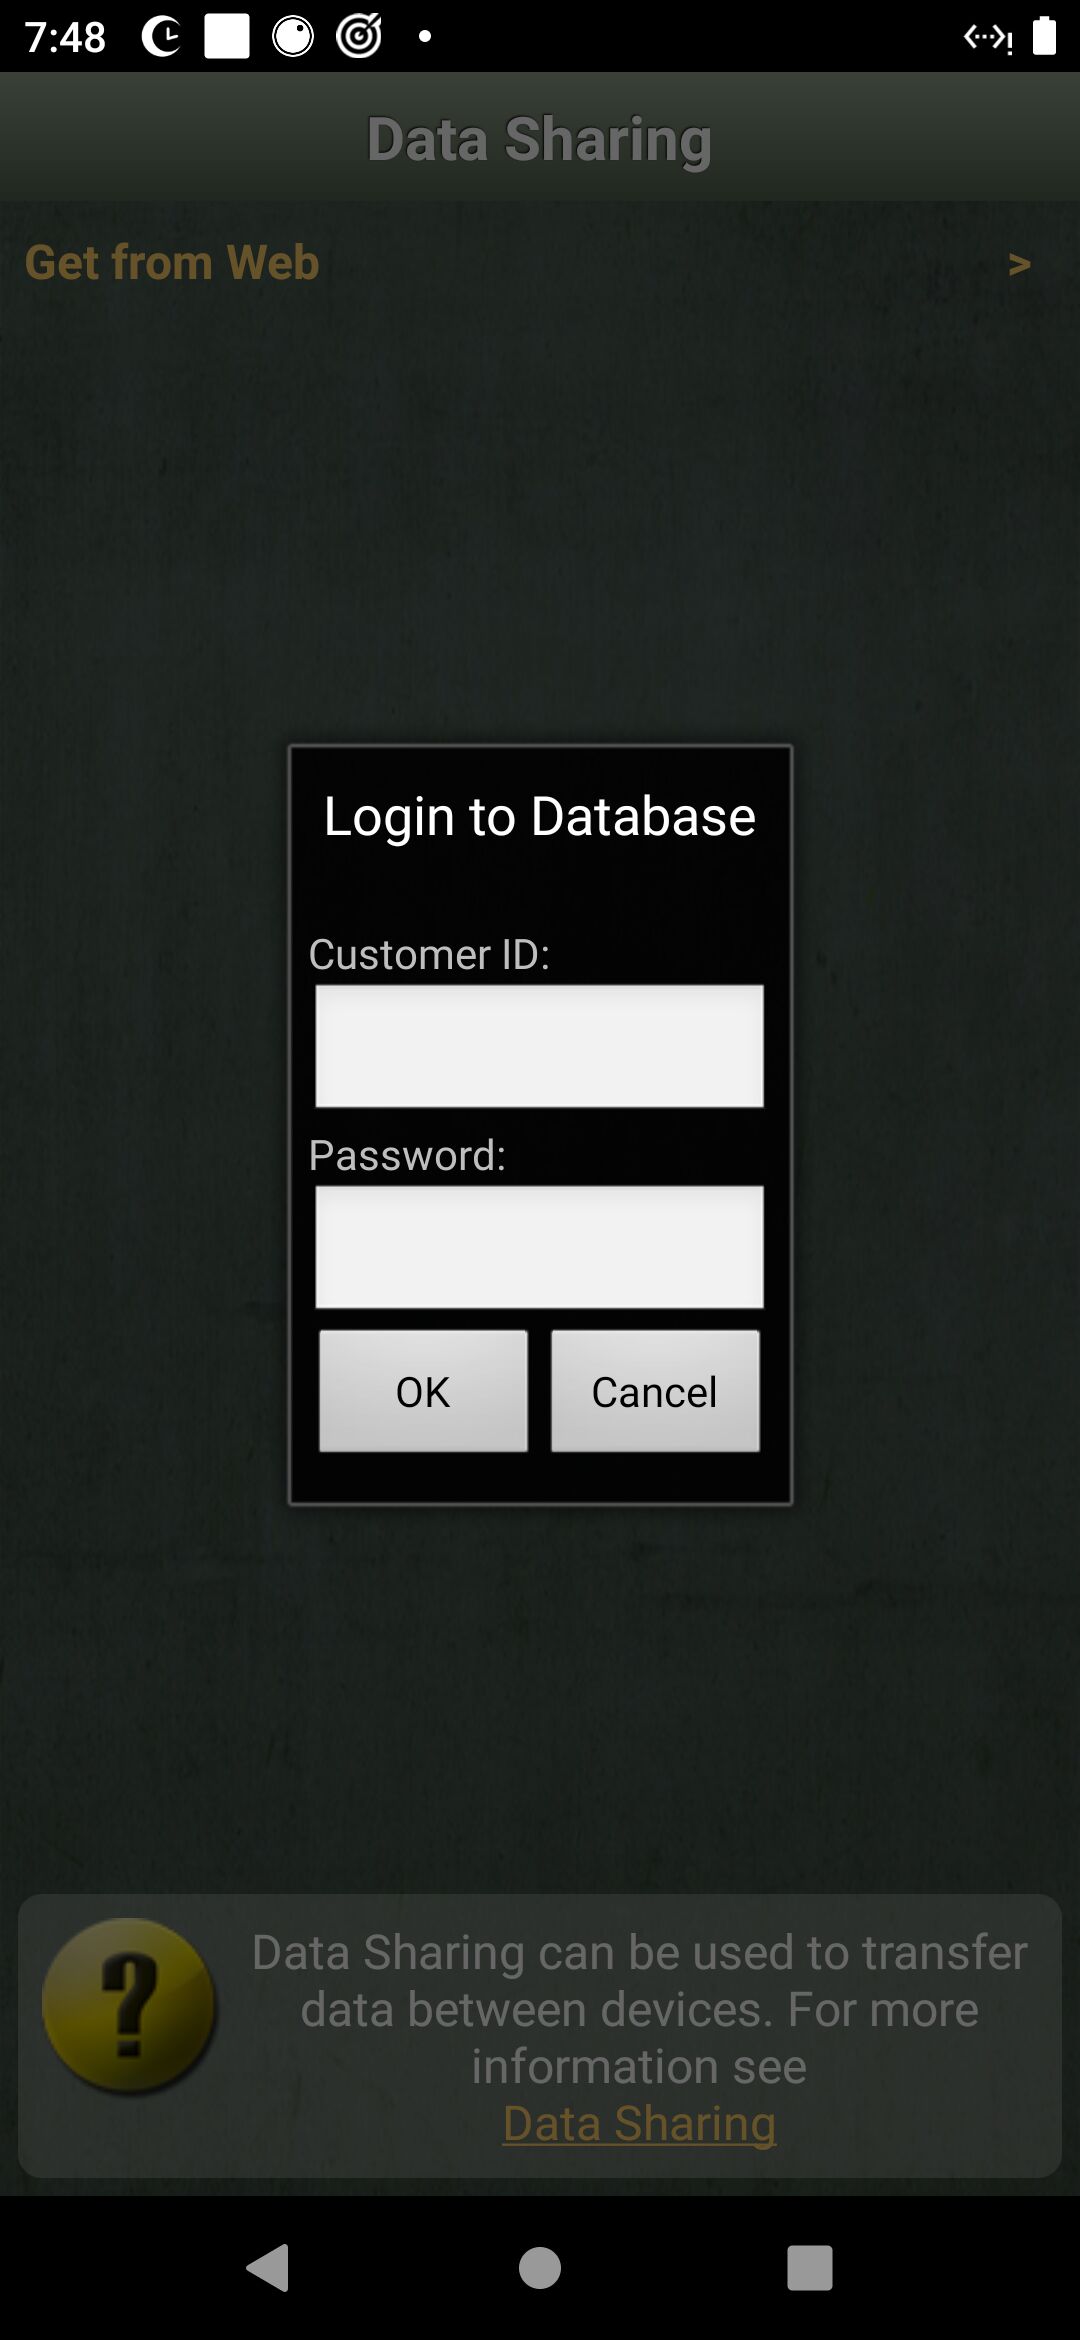 7:48
Data Sharing
Get from Web >
Login to Database
Customer ID:
Password:
OK Cancel
Data Sharing can be used to transfer
data between devices. For more
information see
Data Sharing